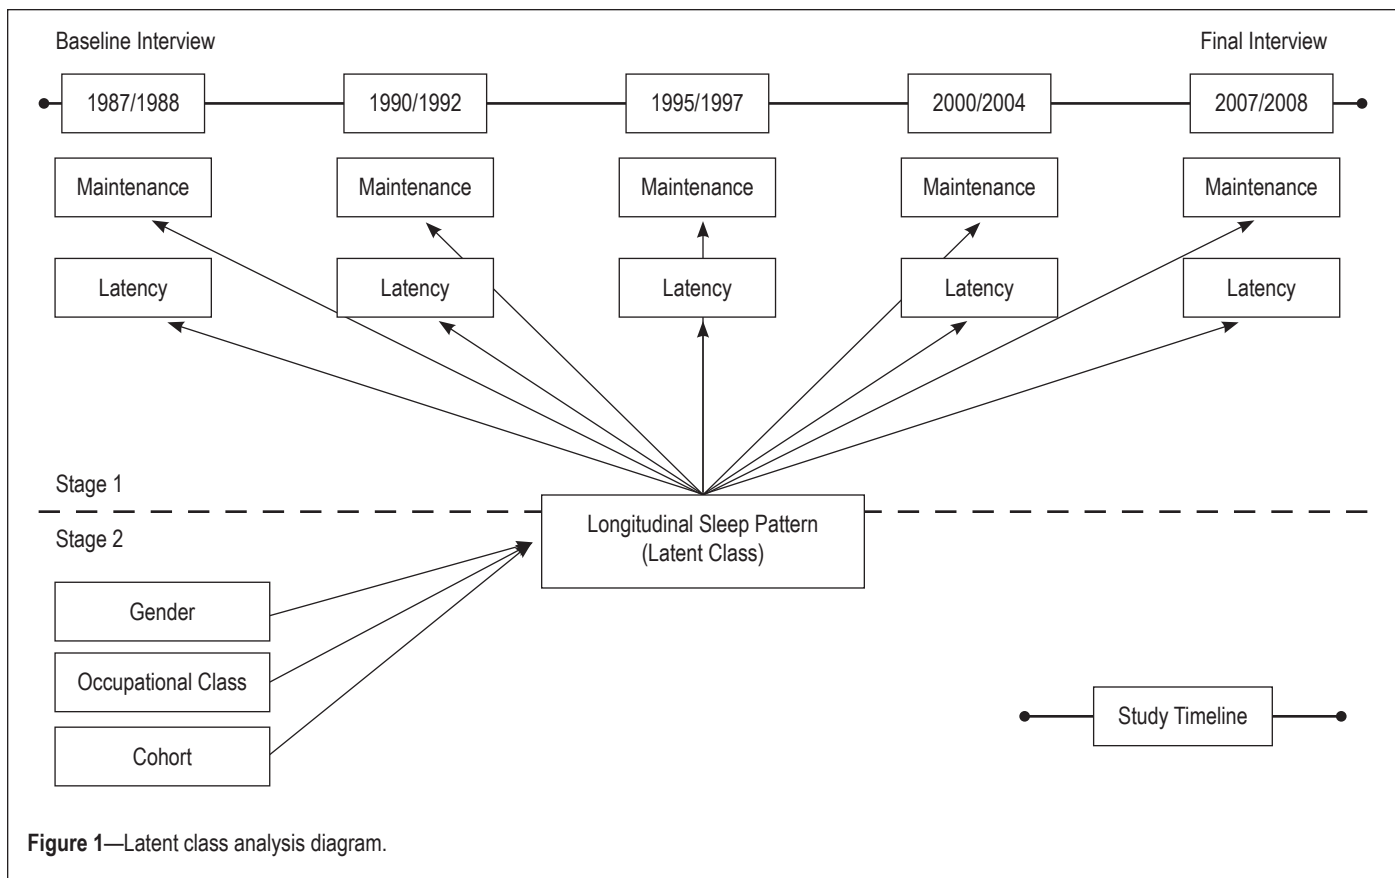 Baseline Interview
Final Interview
1987/1988
1990/1992
1995/1997
2000/2004
2007/2008
Maintenance
Maintenance
Maintenance
Maintenance
Maintenance
Latency
Latency
Latency
Latency
Latency
Stage 1
Longitudinal Sleep Pattern
(Latent Class)
Stage 2
Gender
Occupational Class
Cohort
Study Timeline
Figure 1—Latent class analysis diagram.